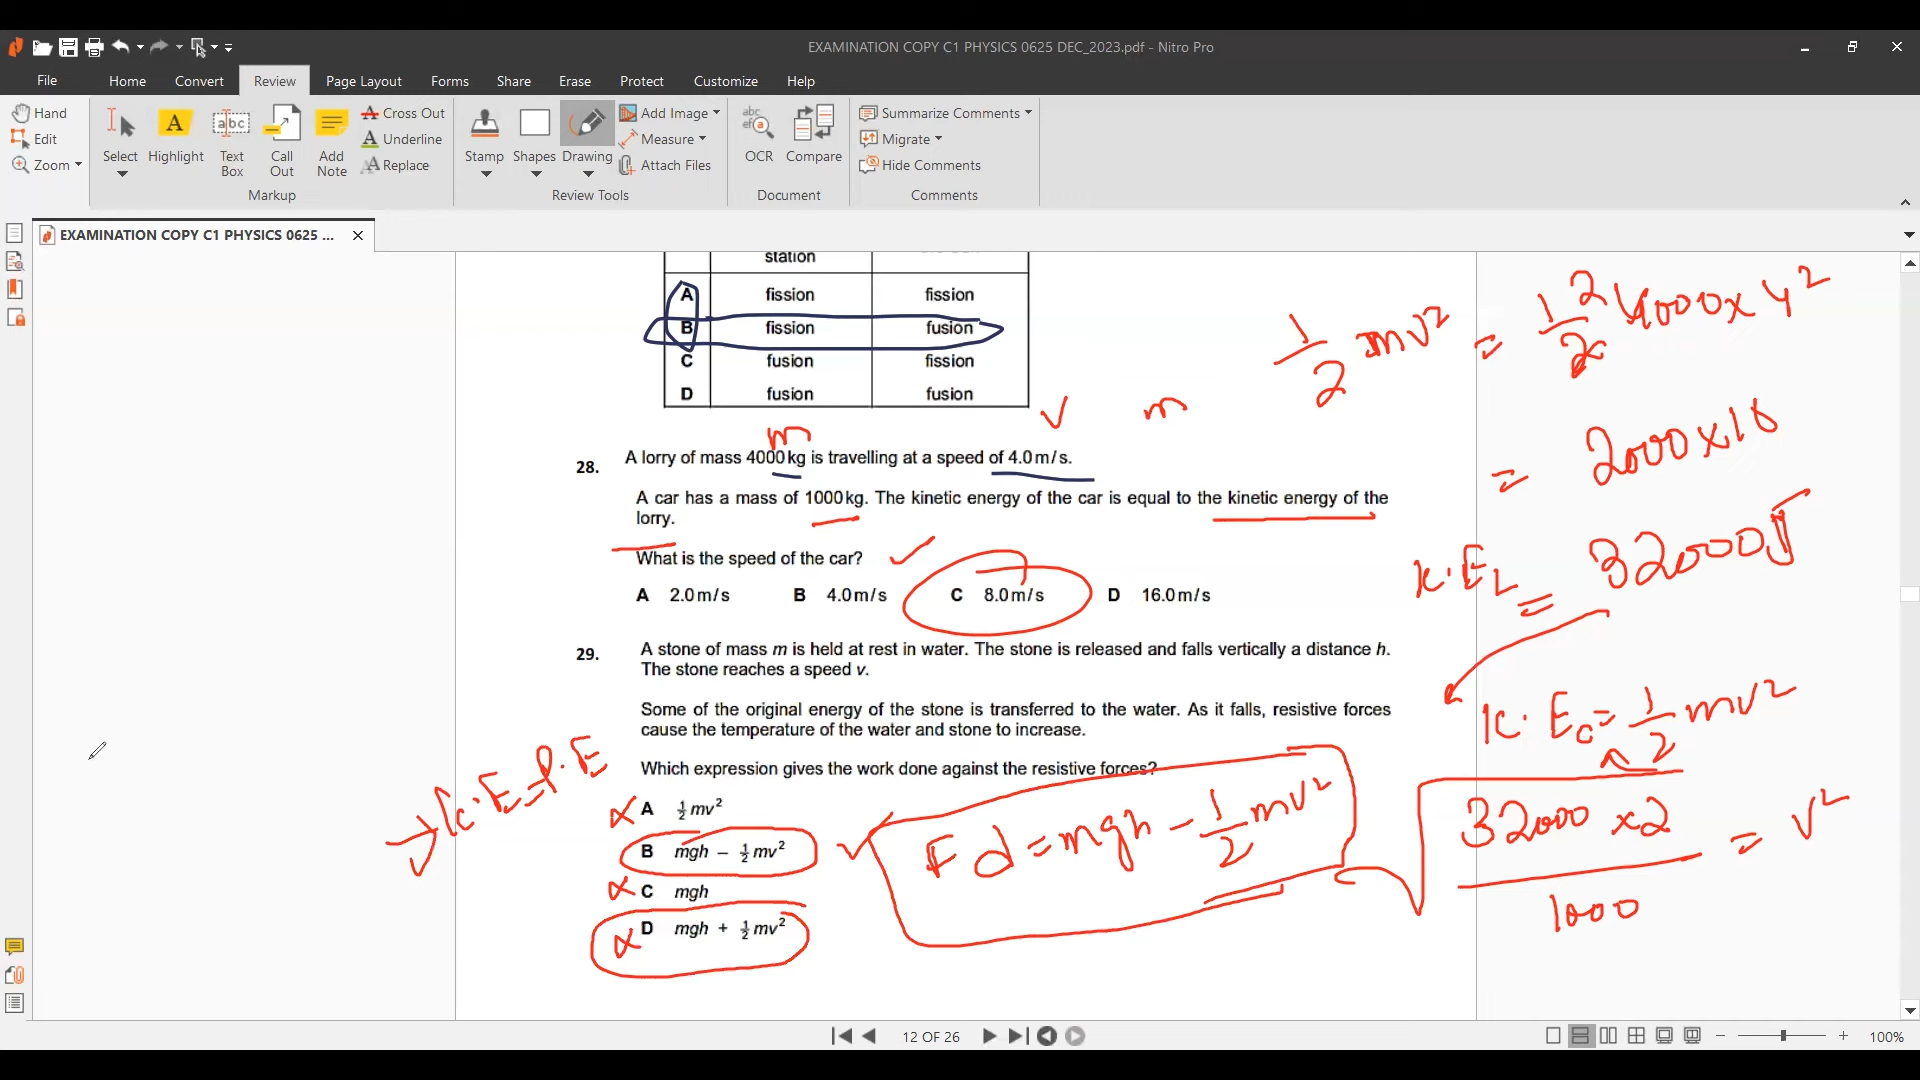 EXAMINATION COPY C1 PHYSICS 0625 DEC_2023.pdf - Nitro Pro
File Home Convert Review Page Layout Forms Share Erase Protect Customize Help
Hand
Edit
Zoom
Select
Highlight
Text Box
Call Out
Add Note
Cross Out
Underline
Replace
Markup
Stamp
Shapes
Drawing
Add Image
Measure
Attach Files
Review Tools
OCR
Compare
Document
Summarize Comments
Migrate
Hide Comments
Comments
EXAMINATION COPY C1 PHYSICS 0625 ...
station
A fission fission
B fission fusion
C fusion fission
D fusion fusion
m
v m
28. A lorry of mass 4000 kg is travelling at a speed of 4.0 m/s.
A car has a mass of 1000 kg. The kinetic energy of the car is equal to the kinetic energy of the
lorry.
What is the speed of the car?
A 2.0 m/s B 4.0 m/s C 8.0 m/s D 16.0 m/s
29. A stone of mass m is held at rest in water. The stone is released and falls vertically a distance h.
The stone reaches a speed v.
Some of the original energy of the stone is transferred to the water. As it falls, resistive forces
cause the temperature of the water and stone to increase.
Which expression gives the work done against the resistive forces?
A ½mv²
B mgh – ½mv²
C mgh
D mgh + ½mv²
K.E = P.E
Fd = mgh - 1/2 mv²
1/2 mv² = 1/2 4000 x 4²
= 2000 x 16
K.E_L = 32000 J
K.E_C = 1/2 mv²
√32000 x 2 / 1000 = v²
12 OF 26
100%